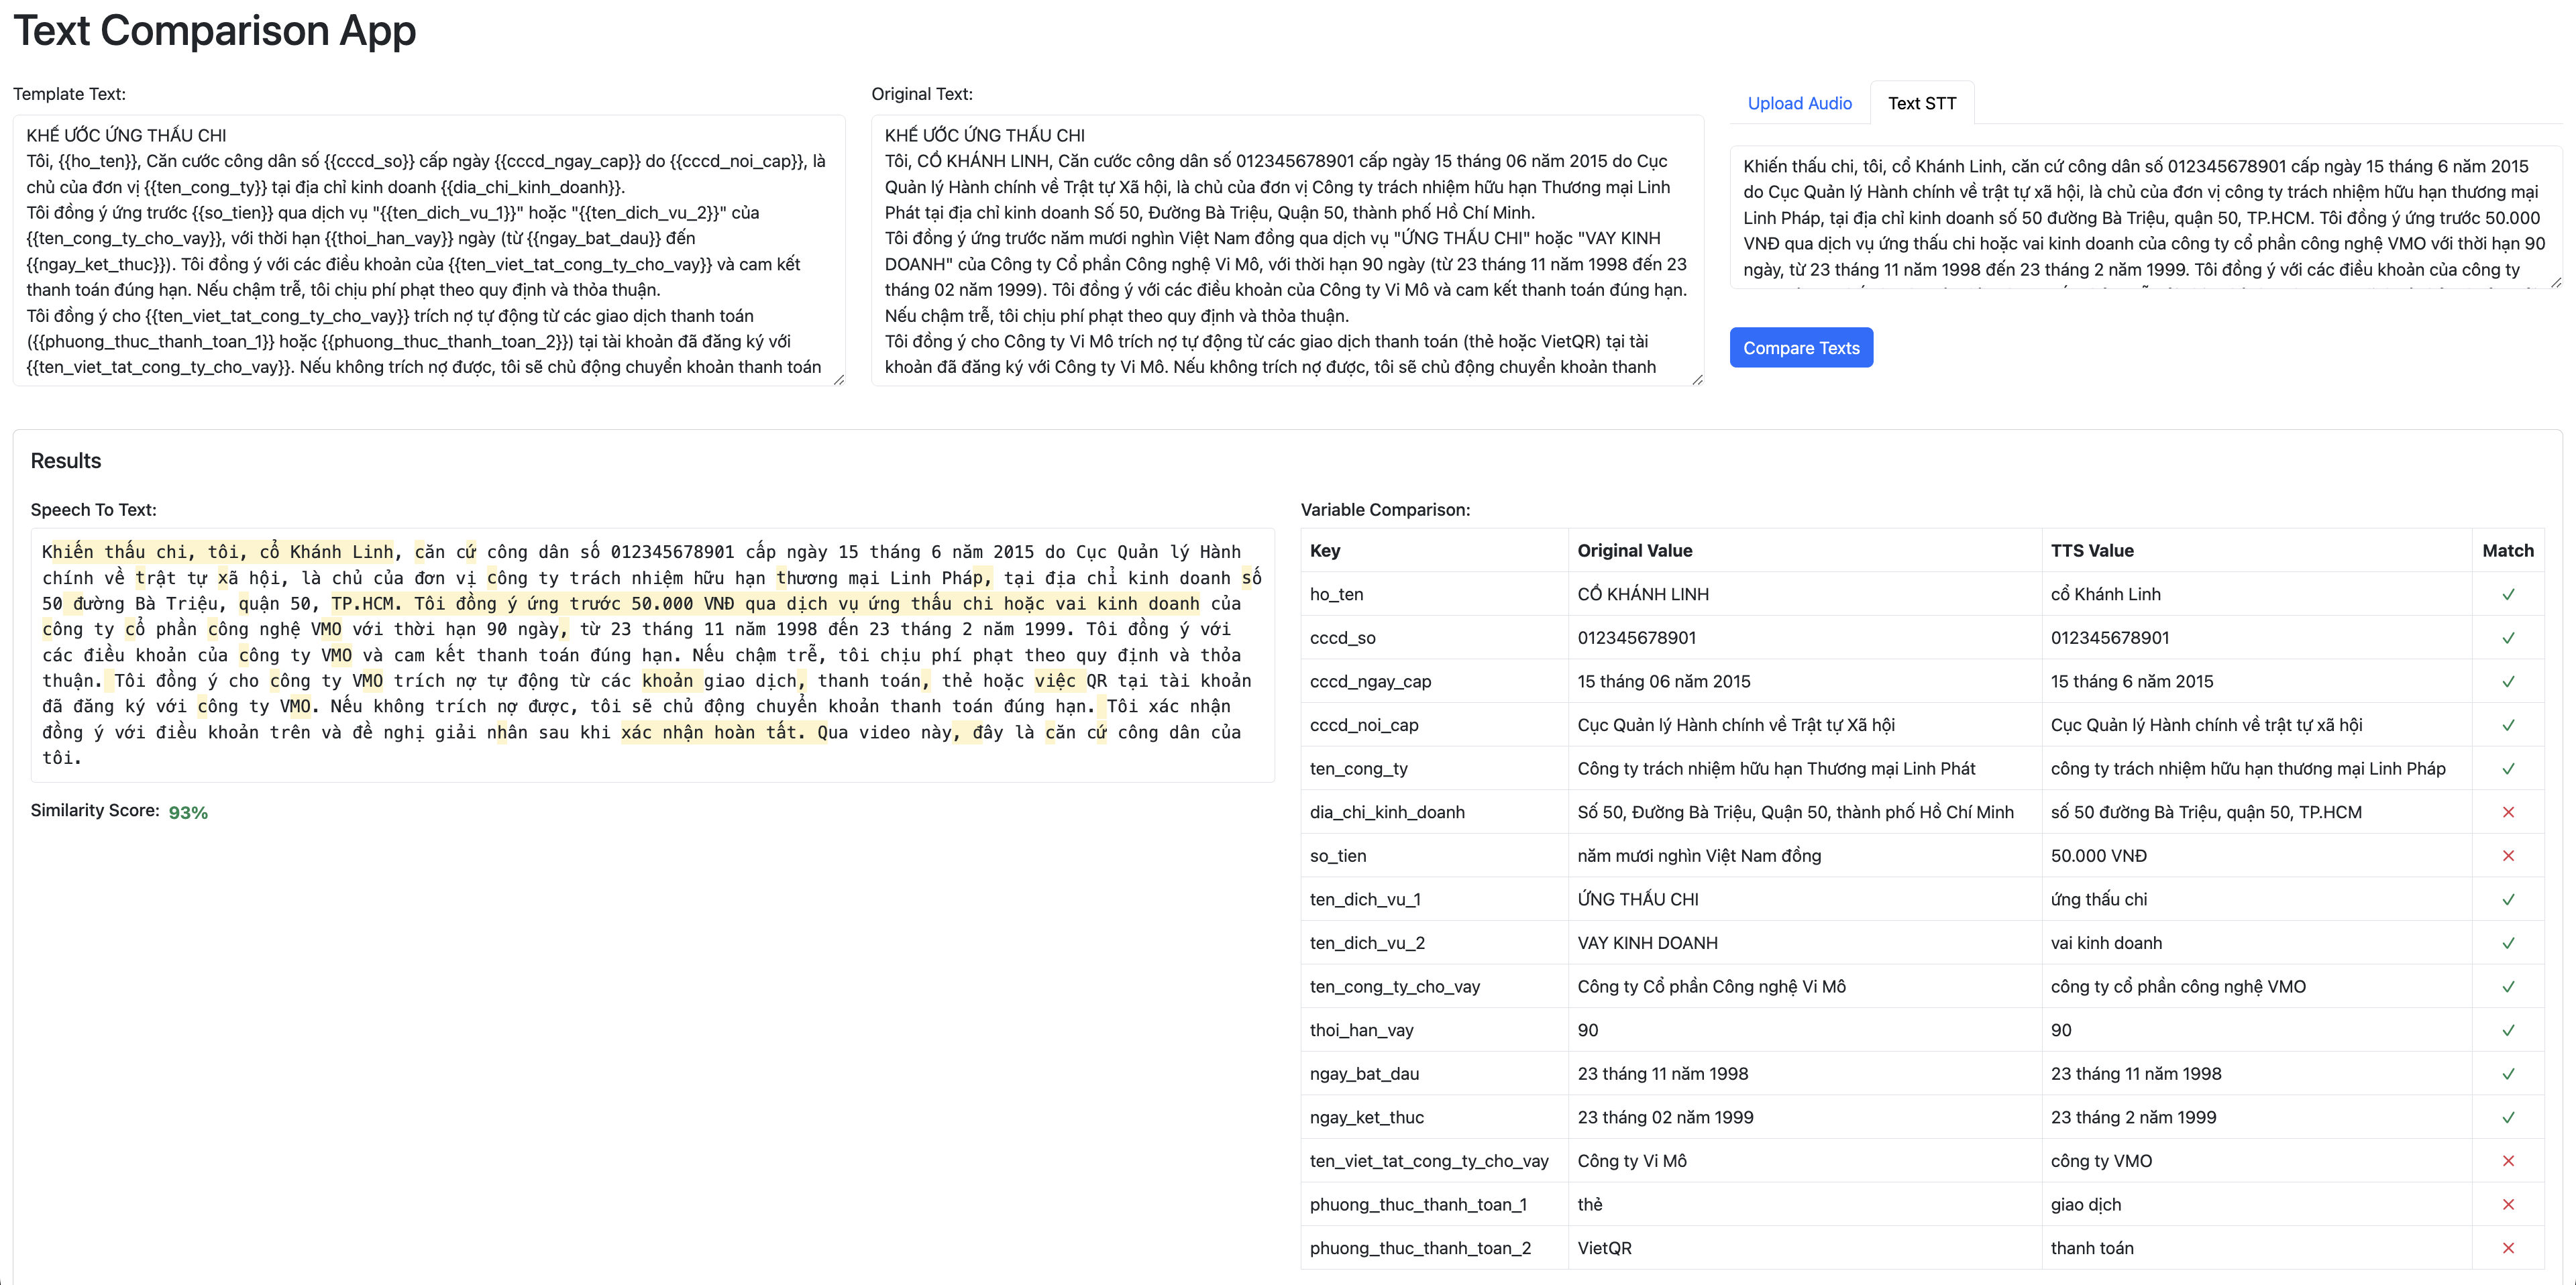 Text Comparison App
Template Text:
KHẾ ƯỚC ỨNG THẤU CHI
Tôi, {{ho_ten}}, Căn cước công dân số {{cccd_so}} cấp ngày {{cccd_ngay_cap}} do {{cccd_noi_cap}}, là
chủ của đơn vị {{ten_cong_ty}} tại địa chỉ kinh doanh {{dia_chi_kinh_doanh}}.
Tôi đồng ý ứng trước {{so_tien}} qua dịch vụ "{{ten_dich_vu_1}}" hoặc "{{ten_dich_vu_2}}" của
{{ten_cong_ty_cho_vay}}, với thời hạn {{thoi_han_vay}} ngày (từ {{ngay_bat_dau}} đến
{{ngay_ket_thuc}}). Tôi đồng ý với các điều khoản của {{ten_viet_tat_cong_ty_cho_vay}} và cam kết
thanh toán đúng hạn. Nếu chậm trễ, tôi chịu phí phạt theo quy định và thỏa thuận.
Tôi đồng ý cho {{ten_viet_tat_cong_ty_cho_vay}} trích nợ tự động từ các giao dịch thanh toán
({{phuong_thuc_thanh_toan_1}} hoặc {{phuong_thuc_thanh_toan_2}}) tại tài khoản đã đăng ký với
{{ten_viet_tat_cong_ty_cho_vay}}. Nếu không trích nợ được, tôi sẽ chủ động chuyển khoản thanh toán
Original Text:
KHẾ ƯỚC ỨNG THẤU CHI
Tôi, CỔ KHÁNH LINH, Căn cước công dân số 012345678901 cấp ngày 15 tháng 06 năm 2015 do Cục
Quản lý Hành chính về Trật tự Xã hội, là chủ của đơn vị Công ty trách nhiệm hữu hạn Thương mại Linh
Phát tại địa chỉ kinh doanh Số 50, Đường Bà Triệu, Quận 50, thành phố Hồ Chí Minh.
Tôi đồng ý ứng trước năm mươi nghìn Việt Nam đồng qua dịch vụ "ỨNG THẤU CHI" hoặc "VAY KINH
DOANH" của Công ty Cổ phần Công nghệ Vi Mô, với thời hạn 90 ngày (từ 23 tháng 11 năm 1998 đến 23
tháng 02 năm 1999). Tôi đồng ý với các điều khoản của Công ty Vi Mô và cam kết thanh toán đúng hạn.
Nếu chậm trễ, tôi chịu phí phạt theo quy định và thỏa thuận.
Tôi đồng ý cho Công ty Vi Mô trích nợ tự động từ các giao dịch thanh toán (thẻ hoặc VietQR) tại tài
khoản đã đăng ký với Công ty Vi Mô. Nếu không trích nợ được, tôi sẽ chủ động chuyển khoản thanh
Upload Audio
Text STT
Khiến thấu chi, tôi, cổ Khánh Linh, căn cứ công dân số 012345678901 cấp ngày 15 tháng 6 năm 2015
do Cục Quản lý Hành chính về trật tự xã hội, là chủ của đơn vị công ty trách nhiệm hữu hạn thương mại
Linh Pháp, tại địa chỉ kinh doanh số 50 đường Bà Triệu, quận 50, TP.HCM. Tôi đồng ý ứng trước 50.000
VNĐ qua dịch vụ ứng thấu chi hoặc vai kinh doanh của công ty cổ phần công nghệ VMO với thời hạn 90
ngày, từ 23 tháng 11 năm 1998 đến 23 tháng 2 năm 1999. Tôi đồng ý với các điều khoản của công ty
Compare Texts
Results
Speech To Text:
Khiến thấu chi, tôi, cổ Khánh Linh, căn cứ công dân số 012345678901 cấp ngày 15 tháng 6 năm 2015 do Cục Quản lý Hành
chính về trật tự xã hội, là chủ của đơn vị công ty trách nhiệm hữu hạn thương mại Linh Pháp, tại địa chỉ kinh doanh số
50 đường Bà Triệu, quận 50, TP.HCM. Tôi đồng ý ứng trước 50.000 VNĐ qua dịch vụ ứng thấu chi hoặc vai kinh doanh của
công ty cổ phần công nghệ VMO với thời hạn 90 ngày, từ 23 tháng 11 năm 1998 đến 23 tháng 2 năm 1999. Tôi đồng ý với
các điều khoản của công ty VMO và cam kết thanh toán đúng hạn. Nếu chậm trễ, tôi chịu phí phạt theo quy định và thỏa
thuận. Tôi đồng ý cho công ty VMO trích nợ tự động từ các khoản giao dịch, thanh toán, thẻ hoặc việc QR tại tài khoản
đã đăng ký với công ty VMO. Nếu không trích nợ được, tôi sẽ chủ động chuyển khoản thanh toán đúng hạn. Tôi xác nhận
đồng ý với điều khoản trên và đề nghị giải nhân sau khi xác nhận hoàn tất. Qua video này, đây là căn cứ công dân của
tôi.
Similarity Score: 93%
Variable Comparison:
Key Original Value TTS Value Match
ho_ten CỔ KHÁNH LINH cổ Khánh Linh ✓
cccd_so 012345678901 012345678901 ✓
cccd_ngay_cap 15 tháng 06 năm 2015 15 tháng 6 năm 2015 ✓
cccd_noi_cap Cục Quản lý Hành chính về Trật tự Xã hội Cục Quản lý Hành chính về trật tự xã hội ✓
ten_cong_ty Công ty trách nhiệm hữu hạn Thương mại Linh Phát công ty trách nhiệm hữu hạn thương mại Linh Pháp ✓
dia_chi_kinh_doanh Số 50, Đường Bà Triệu, Quận 50, thành phố Hồ Chí Minh số 50 đường Bà Triệu, quận 50, TP.HCM ✕
so_tien năm mươi nghìn Việt Nam đồng 50.000 VNĐ ✕
ten_dich_vu_1 ỨNG THẤU CHI ứng thấu chi ✓
ten_dich_vu_2 VAY KINH DOANH vai kinh doanh ✓
ten_cong_ty_cho_vay Công ty Cổ phần Công nghệ Vi Mô công ty cổ phần công nghệ VMO ✓
thoi_han_vay 90 90 ✓
ngay_bat_dau 23 tháng 11 năm 1998 23 tháng 11 năm 1998 ✓
ngay_ket_thuc 23 tháng 02 năm 1999 23 tháng 2 năm 1999 ✓
ten_viet_tat_cong_ty_cho_vay Công ty Vi Mô công ty VMO ✕
phuong_thuc_thanh_toan_1 thẻ giao dịch ✕
phuong_thuc_thanh_toan_2 VietQR thanh toán ✕